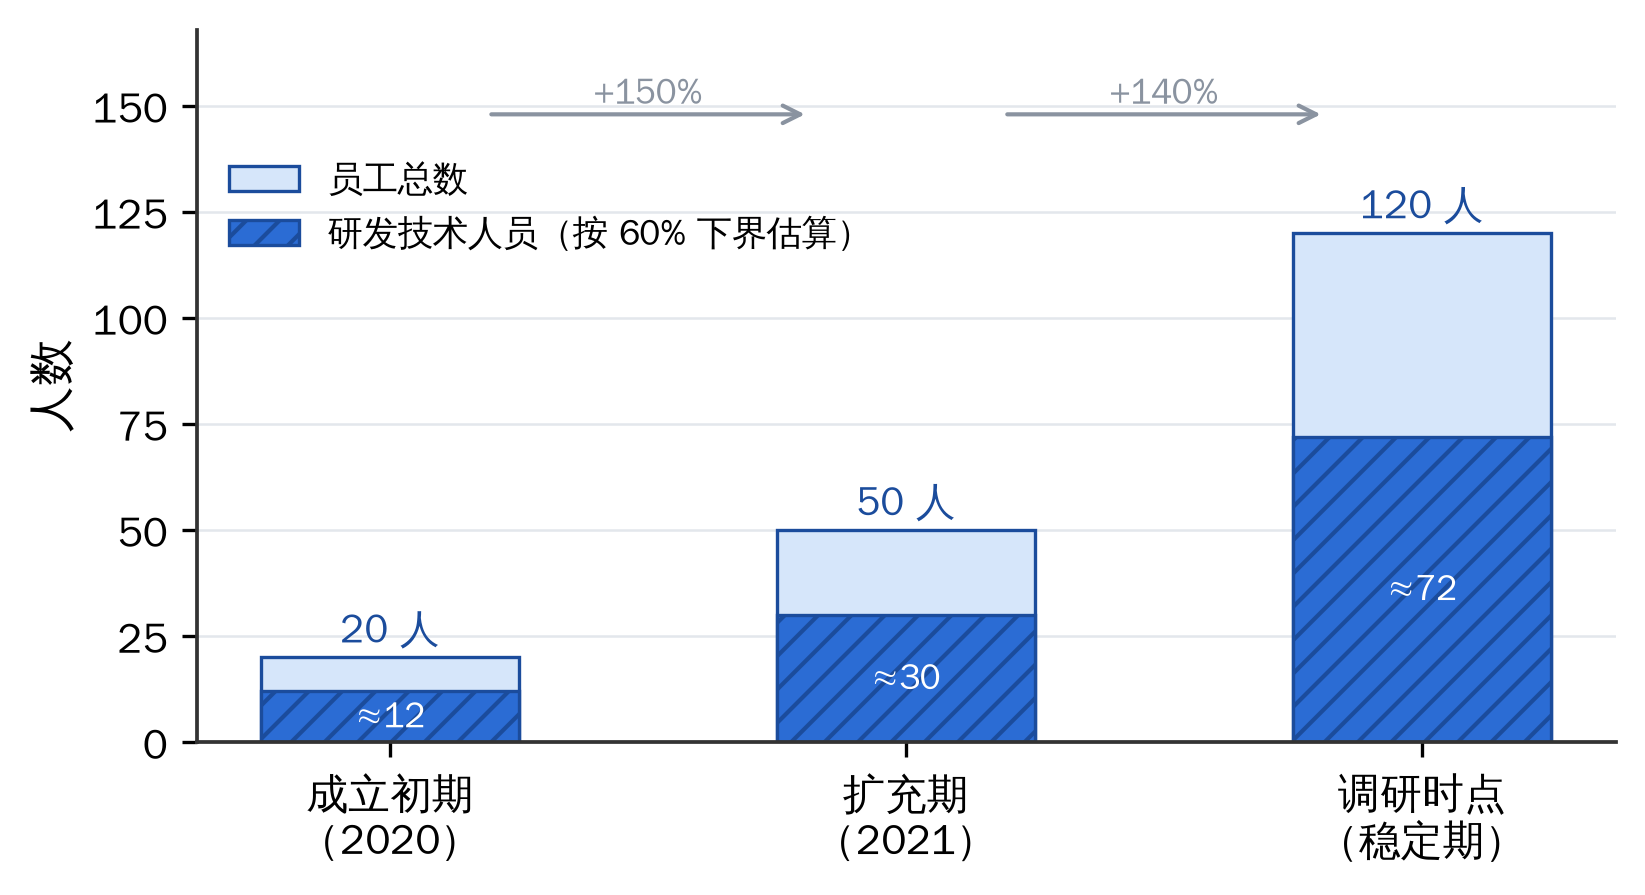 +150%
+140%
员工总数
研发技术人员（按 60% 下界估算）
人数
150
125
100
75
50
25
0
20 人
≈12
50 人
≈30
120 人
≈72
成立初期
（2020）
扩充期
（2021）
调研时点
（稳定期）